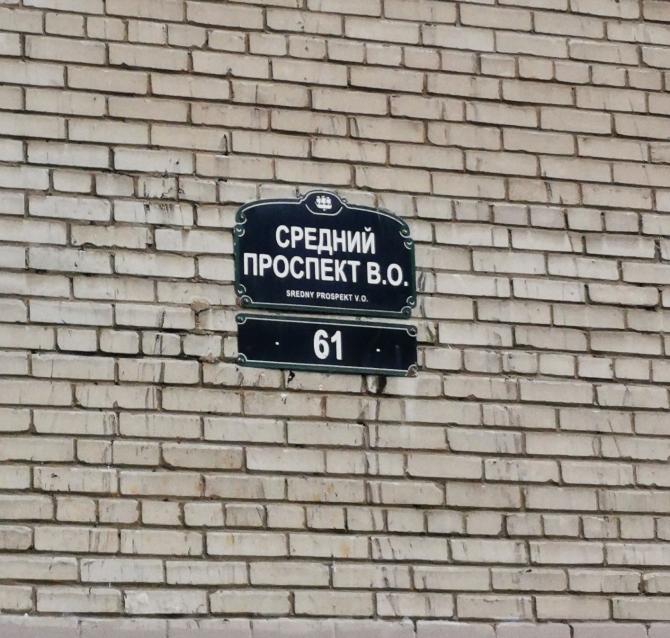 СРЕДНИЙ
ПРОСПЕКТ В.О.
SREDNY PROSPEKT V.O.
61